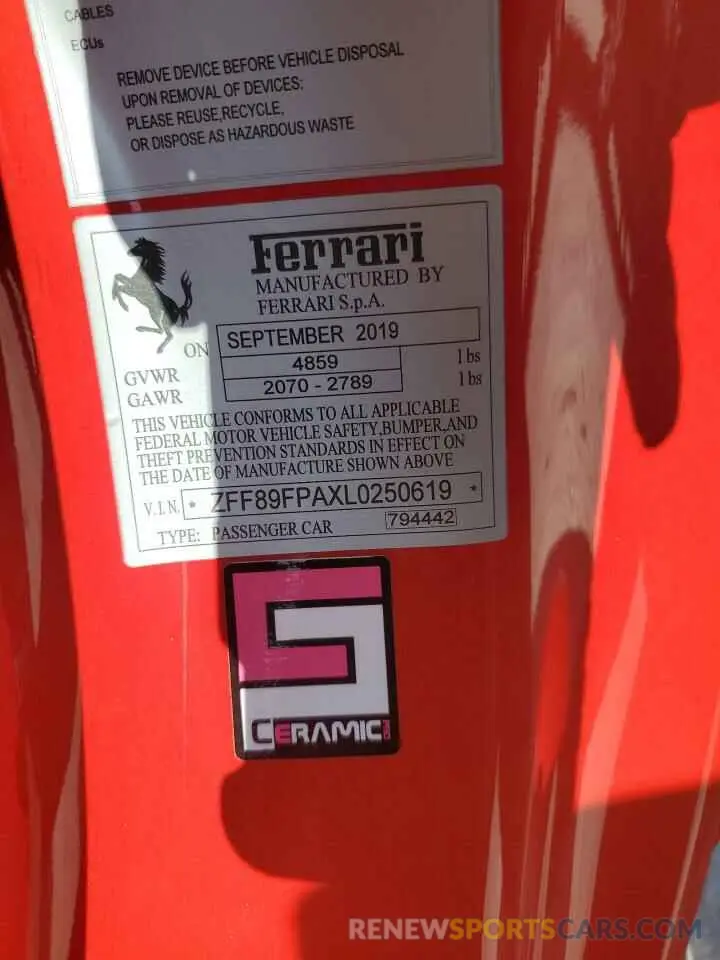 CABLES
ECUs
REMOVE DEVICE BEFORE VEHICLE DISPOSAL
UPON REMOVAL OF DEVICES:
PLEASE REUSE,RECYCLE,
OR DISPOSE AS HAZARDOUS WASTE
Ferrari
MANUFACTURED BY
FERRARI S.p.A.
ON SEPTEMBER 2019
GVWR 4859 lbs
GAWR 2070 - 2789 lbs
THIS VEHICLE CONFORMS TO ALL APPLICABLE
FEDERAL MOTOR VEHICLE SAFETY,BUMPER,AND
THEFT PREVENTION STANDARDS IN EFFECT ON
THE DATE OF MANUFACTURE SHOWN ABOVE
V.I.N. * ZFF89FPAXL0250619 *
TYPE: PASSENGER CAR 794442
CERAMIC PRO
RENEWSPORTSCARS.COM